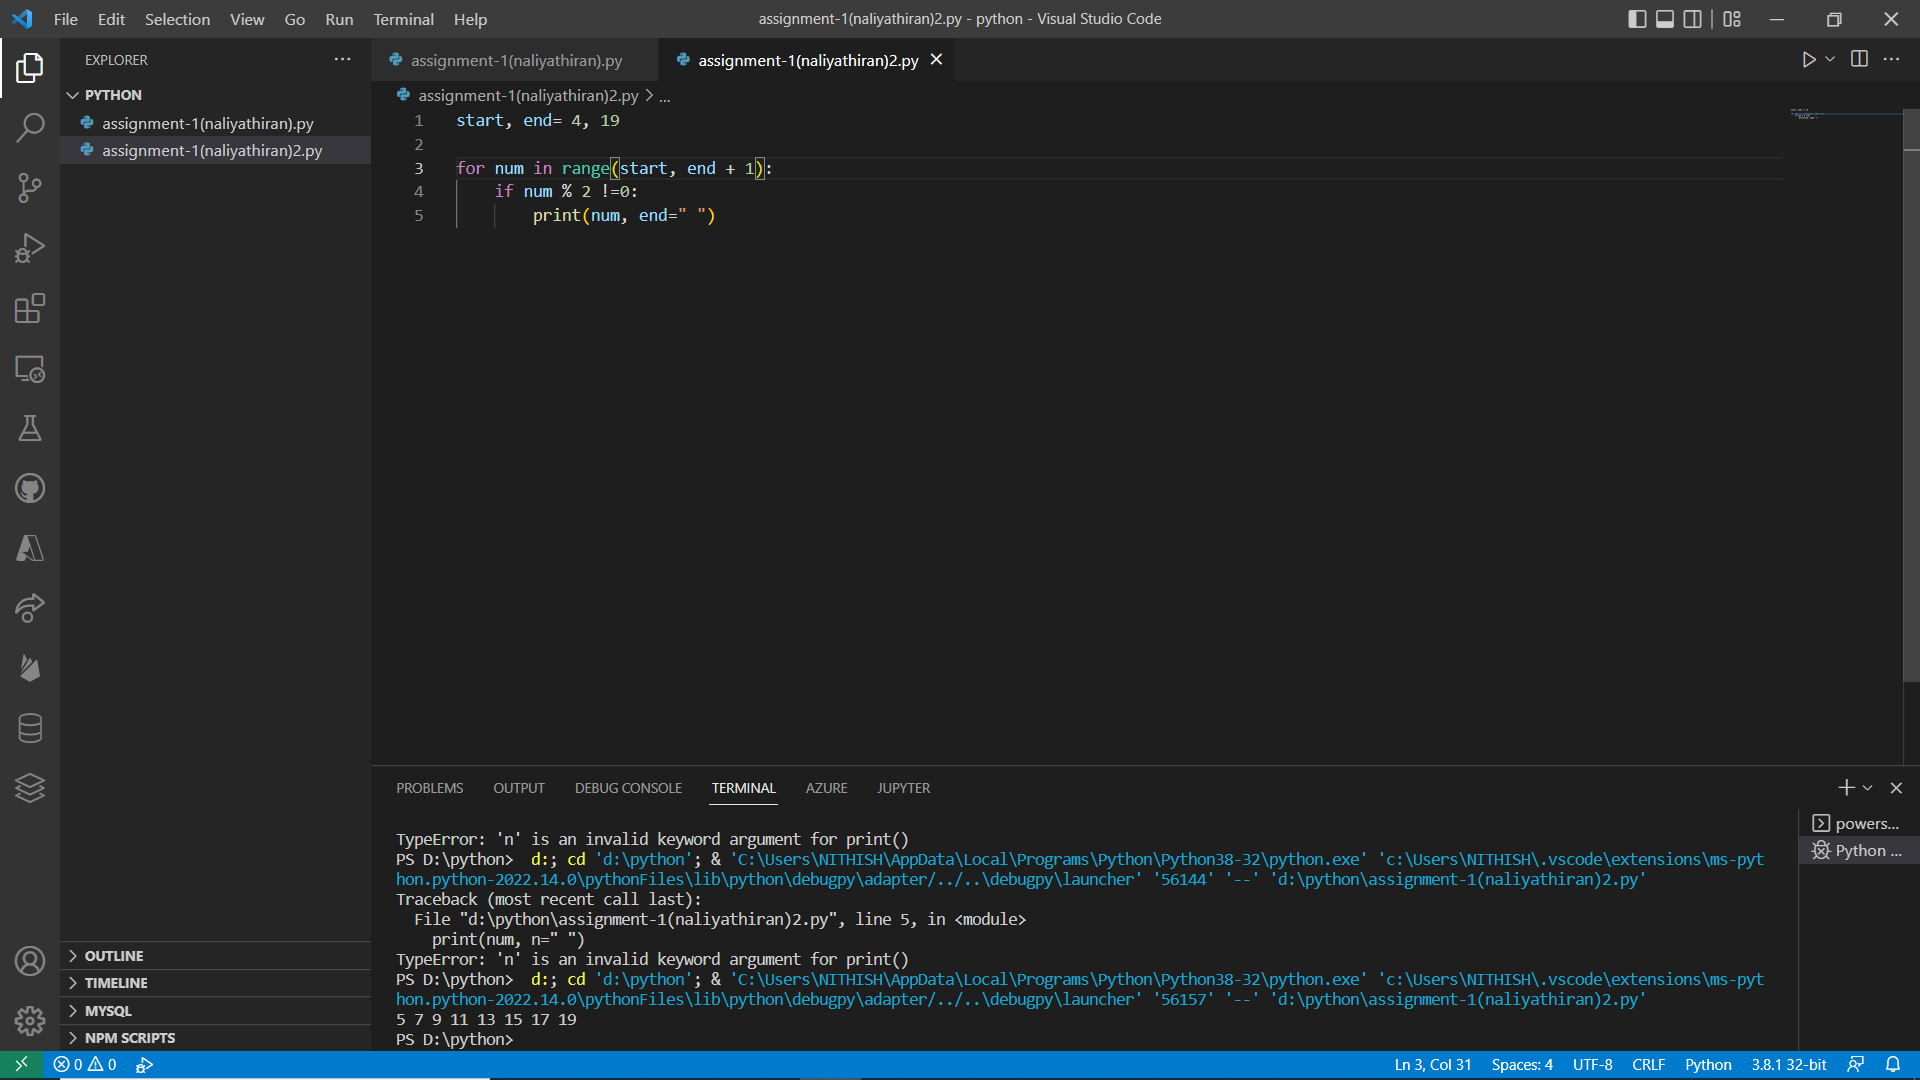 File Edit Selection View Go Run Terminal Help
assignment-1(naliyathiran)2.py - python - Visual Studio Code
EXPLORER
PYTHON
assignment-1(naliyathiran).py
assignment-1(naliyathiran)2.py
OUTLINE
TIMELINE
MYSQL
NPM SCRIPTS
assignment-1(naliyathiran).py assignment-1(naliyathiran)2.py
assignment-1(naliyathiran)2.py > ...
1 start, end= 4, 19
2
3 for num in range(start, end + 1):
4 if num % 2 !=0:
5 print(num, end=" ")
PROBLEMS OUTPUT DEBUG CONSOLE TERMINAL AZURE JUPYTER
TypeError: 'n' is an invalid keyword argument for print()
PS D:\python> d:; cd 'd:\python'; & 'C:\Users\NITHISH\AppData\Local\Programs\Python\Python38-32\python.exe' 'c:\Users\NITHISH\.vscode\extensions\ms-pyt
hon.python-2022.14.0\pythonFiles\lib\python\debugpy\adapter/../..\debugpy\launcher' '56144' '--' 'd:\python\assignment-1(naliyathiran)2.py'
Traceback (most recent call last):
File "d:\python\assignment-1(naliyathiran)2.py", line 5, in <module>
print(num, n=" ")
TypeError: 'n' is an invalid keyword argument for print()
PS D:\python> d:; cd 'd:\python'; & 'C:\Users\NITHISH\AppData\Local\Programs\Python\Python38-32\python.exe' 'c:\Users\NITHISH\.vscode\extensions\ms-pyt
hon.python-2022.14.0\pythonFiles\lib\python\debugpy\adapter/../..\debugpy\launcher' '56157' '--' 'd:\python\assignment-1(naliyathiran)2.py'
5 7 9 11 13 15 17 19
PS D:\python>
powers...
Python ...
0 0
Ln 3, Col 31 Spaces: 4 UTF-8 CRLF Python 3.8.1 32-bit